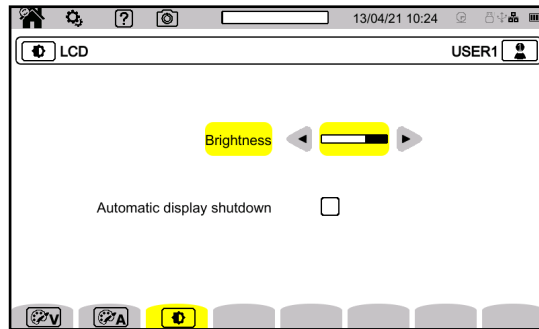 ? 13/04/21 10:24
LCD USER1
Brightness
Automatic display shutdown
V A